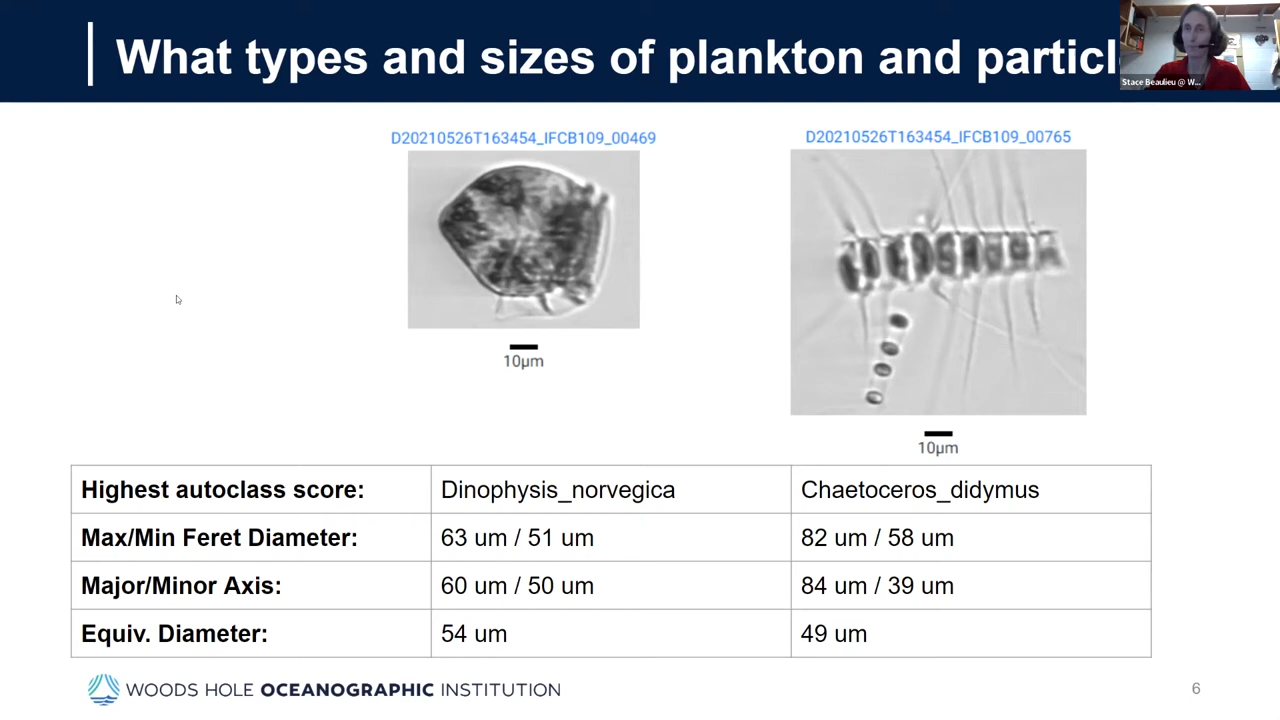 What types and sizes of plankton and particl
Stace Beaulieu @ W...
D20210526T163454_IFCB109_00469
D20210526T163454_IFCB109_00765
10µm
10µm
Highest autoclass score: Dinophysis_norvegica Chaetoceros_didymus
Max/Min Feret Diameter: 63 um / 51 um 82 um / 58 um
Major/Minor Axis: 60 um / 50 um 84 um / 39 um
Equiv. Diameter: 54 um 49 um
WOODS HOLE OCEANOGRAPHIC INSTITUTION
6